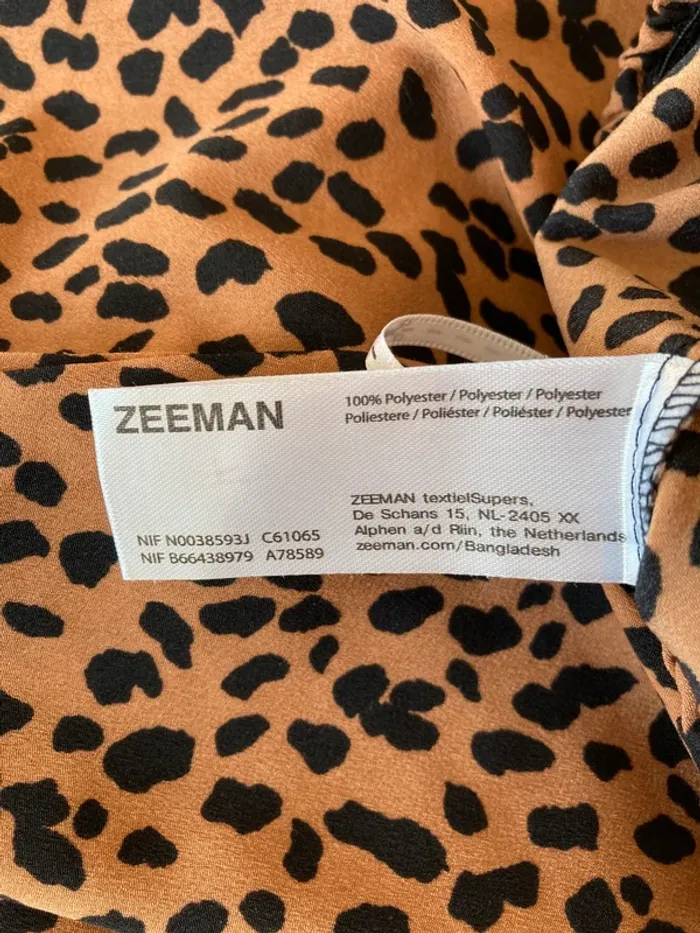 ZEEMAN
100% Polyester / Polyester / Polyester
Poliestere / Poliéster / Poliéster / Polyester
ZEEMAN textielSupers,
De Schans 15, NL-2405 XX
Alphen a/d Riin, the Netherlands
zeeman.com/Bangladesh
NIF N0038593J C61065
NIF B66438979 A78589